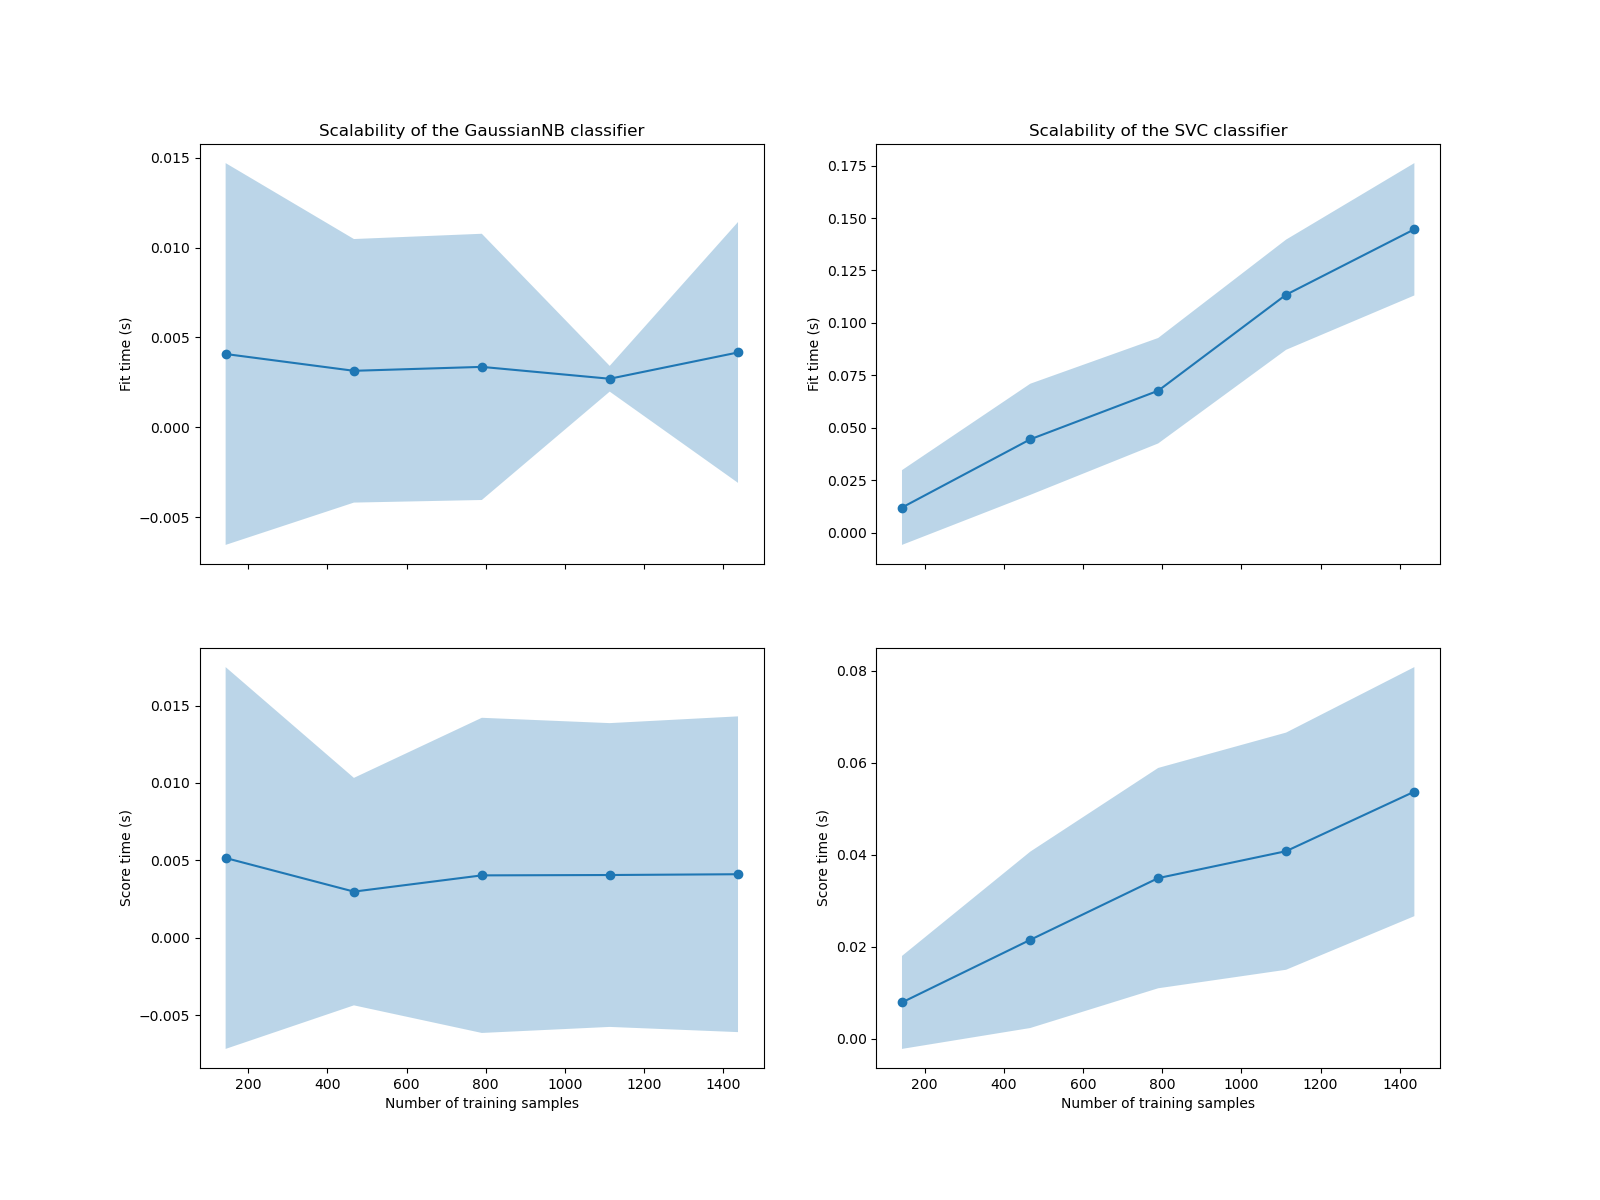 Scalability of the GaussianNB classifier
0.015
0.010
0.005
0.000
−0.005
Fit time (s)
Scalability of the SVC classifier
0.175
0.150
0.125
0.100
0.075
0.050
0.025
0.000
Fit time (s)
0.015
0.010
0.005
0.000
−0.005
Score time (s)
200 400 600 800 1000 1200 1400
Number of training samples
0.08
0.06
0.04
0.02
0.00
Score time (s)
200 400 600 800 1000 1200 1400
Number of training samples